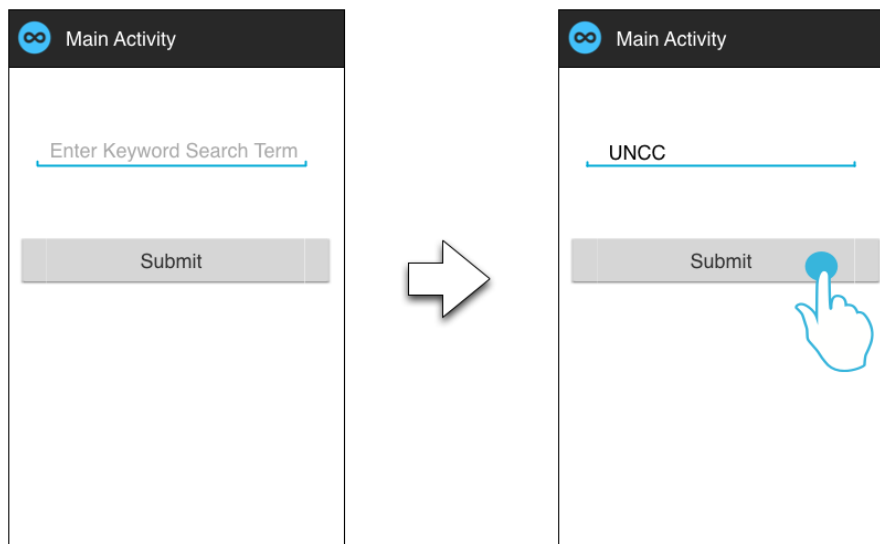 Main Activity
Enter Keyword Search Term
Submit
Main Activity
UNCC
Submit